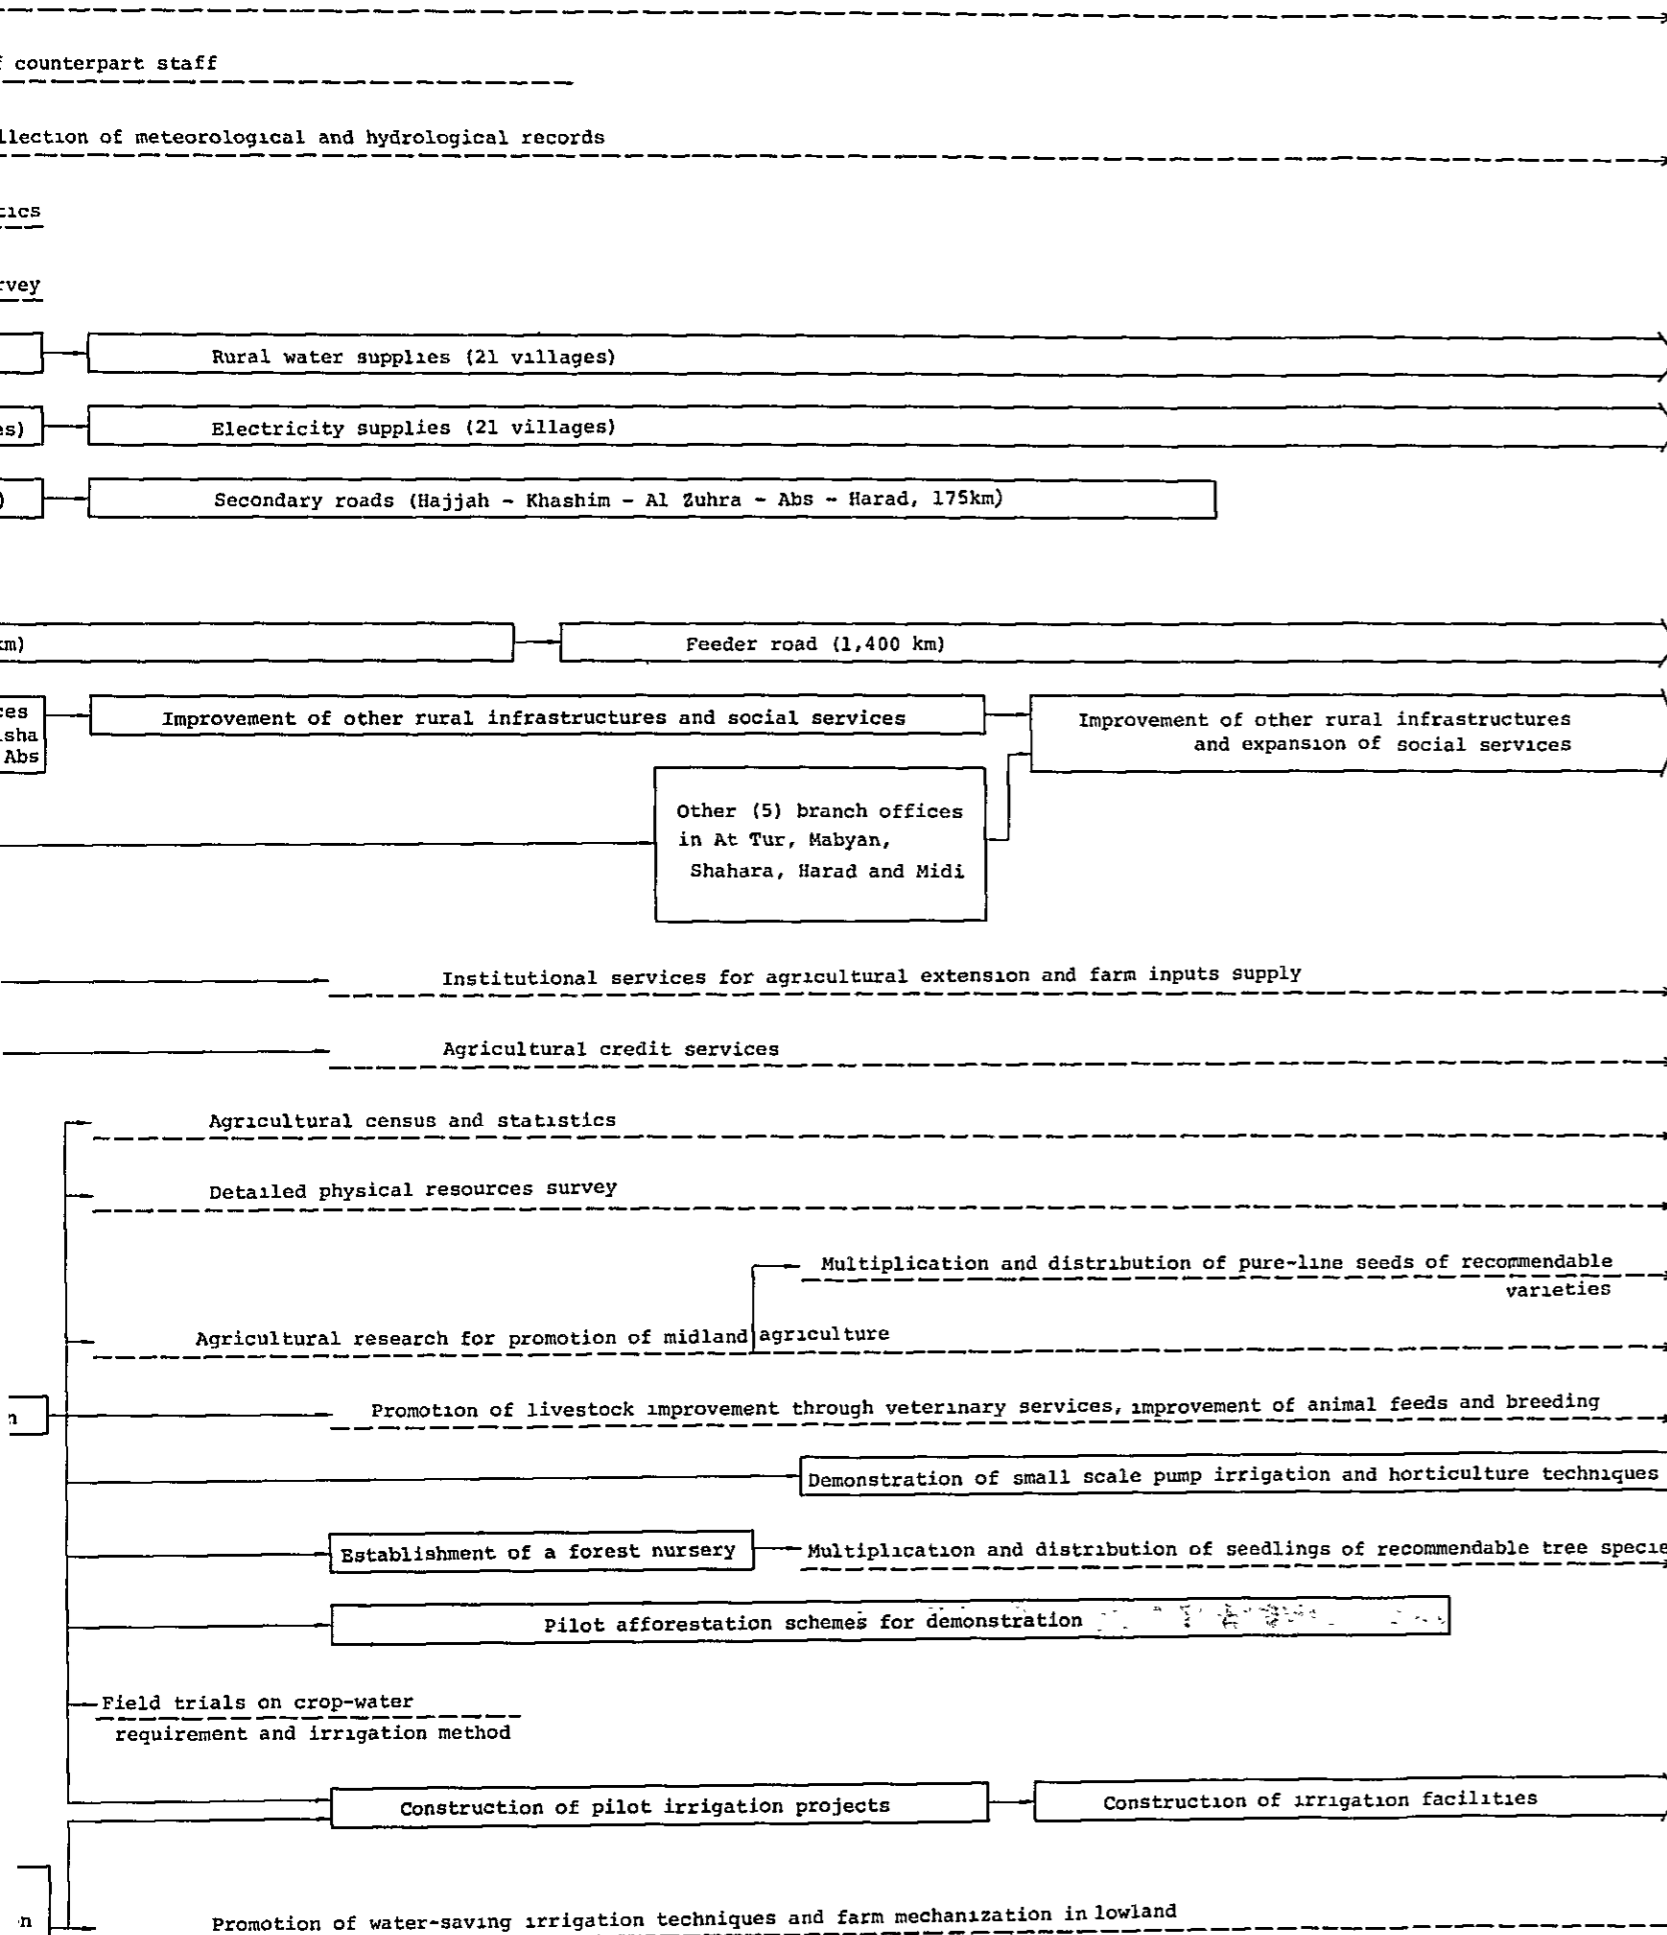 counterpart staff
llection of meteorological and hydrological records
tics
rvey
Rural water supplies (21 villages)
es)
Electricity supplies (21 villages)
)
Secondary roads (Hajjah - Khashim - Al Zuhra - Abs - Harad, 175km)
km)
Feeder road (1,400 km)
ces
isha
Abs
Improvement of other rural infrastructures and social services
Improvement of other rural infrastructures
and expansion of social services
Other (5) branch offices
in At Tur, Mabyan,
Shahara, Harad and Midi
Institutional services for agricultural extension and farm inputs supply
Agricultural credit services
Agricultural census and statistics
Detailed physical resources survey
Multiplication and distribution of pure-line seeds of recommendable
varieties
Agricultural research for promotion of midland agriculture
n
Promotion of livestock improvement through veterinary services, improvement of animal feeds and breeding
Demonstration of small scale pump irrigation and horticulture techniques
Establishment of a forest nursery
Multiplication and distribution of seedlings of recommendable tree specie
Pilot afforestation schemes for demonstration
Field trials on crop-water
requirement and irrigation method
Construction of pilot irrigation projects
Construction of irrigation facilities
n
Promotion of water-saving irrigation techniques and farm mechanization in lowland